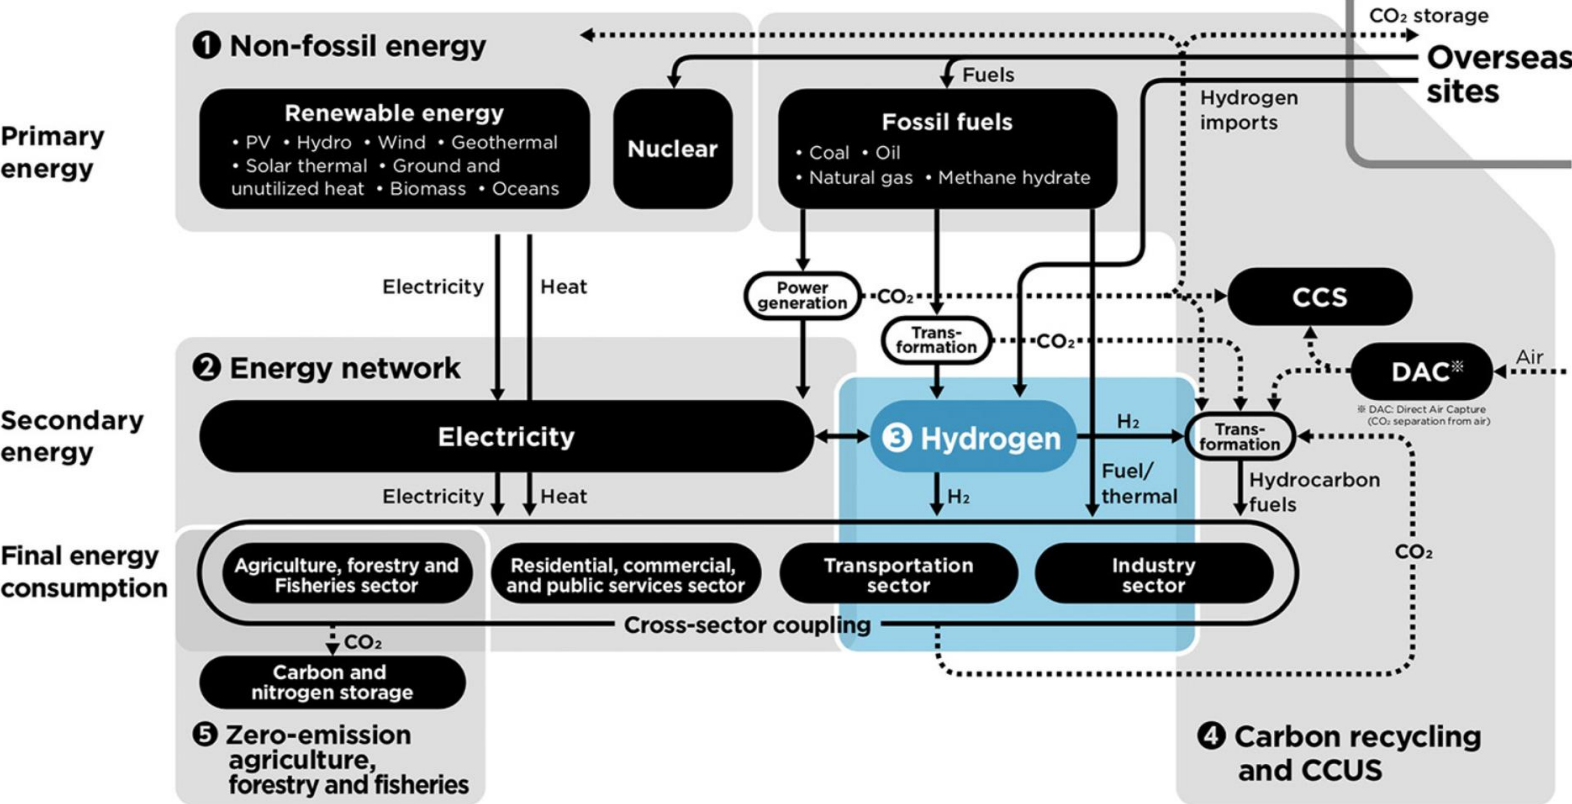 CO₂ storage
❶ Non-fossil energy
Overseas
sites
Fuels
Hydrogen
imports
Primary
energy
Renewable energy
• PV • Hydro • Wind • Geothermal
• Solar thermal • Ground and
unutilized heat • Biomass • Oceans
Nuclear
Fossil fuels
• Coal • Oil
• Natural gas • Methane hydrate
Electricity
Heat
Power
generation
CO₂
CCS
Trans-
formation
CO₂
Air
DAC※
※ DAC: Direct Air Capture
(CO₂ separation from air)
❷ Energy network
Secondary
energy
Electricity
❸ Hydrogen
H₂
Trans-
formation
Electricity
Heat
H₂
Fuel/
thermal
Hydrocarbon
fuels
CO₂
Final energy
consumption
Agriculture, forestry and
Fisheries sector
Residential, commercial,
and public services sector
Transportation
sector
Industry
sector
Cross-sector coupling
CO₂
Carbon and
nitrogen storage
❺ Zero-emission
agriculture,
forestry and fisheries
❹ Carbon recycling
and CCUS